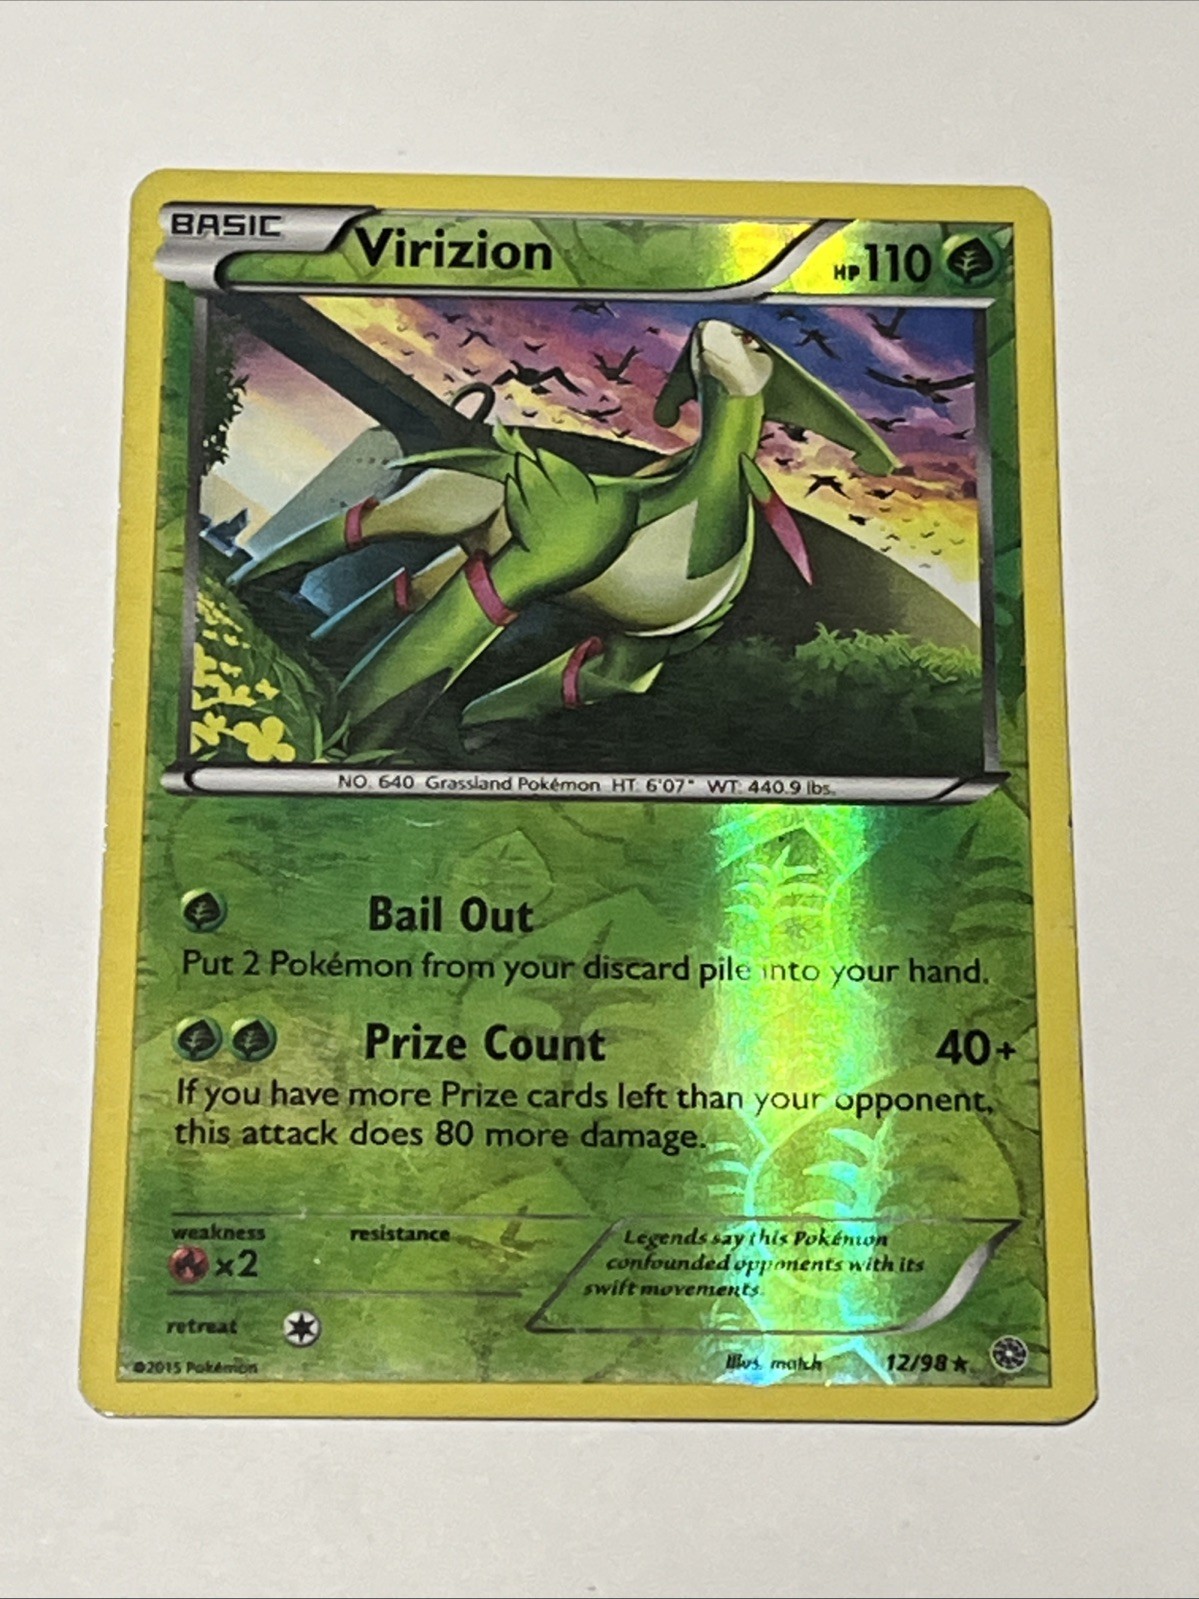 BASIC
Virizion
HP 110
NO. 640 Grassland Pokémon HT: 6'07" WT: 440.9 lbs.
Bail Out
Put 2 Pokémon from your discard pile into your hand.
Prize Count 40+
If you have more Prize cards left than your opponent,
this attack does 80 more damage.
weakness resistance
×2
Legends say this Pokémon
confounded opponents with its
swift movements.
retreat
©2015 Pokémon
Illus. match 12/98 ★